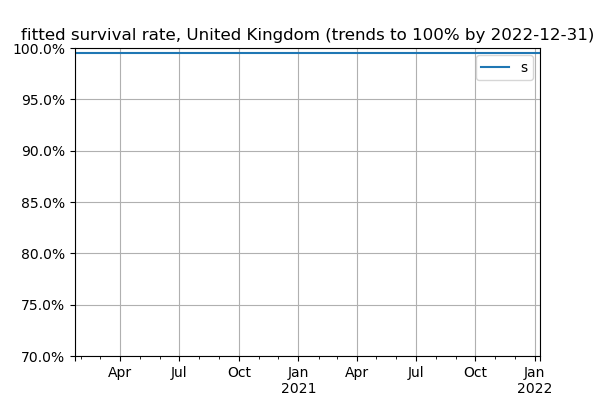 fitted survival rate, United Kingdom (trends to 100% by 2022-12-31)
100.0%
s
95.0%
90.0%
85.0%
80.0%
75.0%
70.0%
Apr Jul Oct Jan Apr Jul Oct Jan
2021 2022